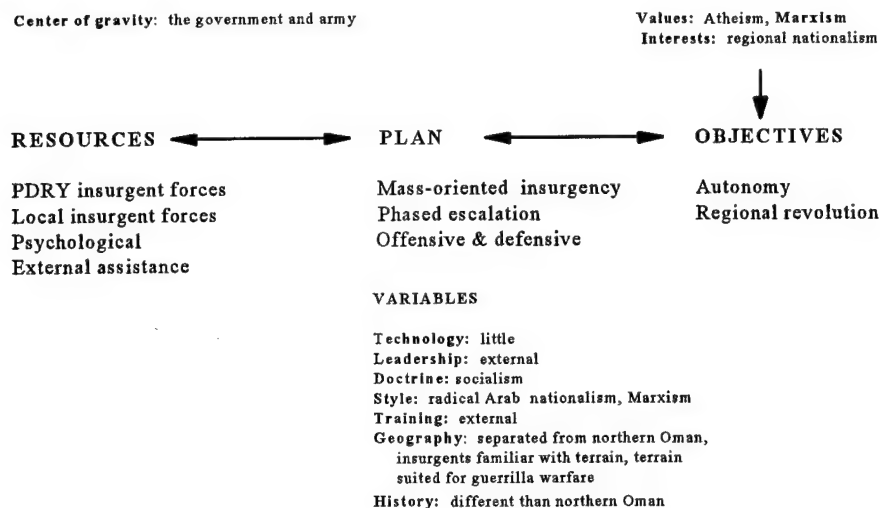 Center of gravity: the government and army
Values: Atheism, Marxism
Interests: regional nationalism
RESOURCES
PLAN
OBJECTIVES
PDRY insurgent forces
Local insurgent forces
Psychological
External assistance
Mass-oriented insurgency
Phased escalation
Offensive & defensive
Autonomy
Regional revolution
VARIABLES
Technology: little
Leadership: external
Doctrine: socialism
Style: radical Arab nationalism, Marxism
Training: external
Geography: separated from northern Oman,
insurgents familiar with terrain, terrain
suited for guerrilla warfare
History: different than northern Oman